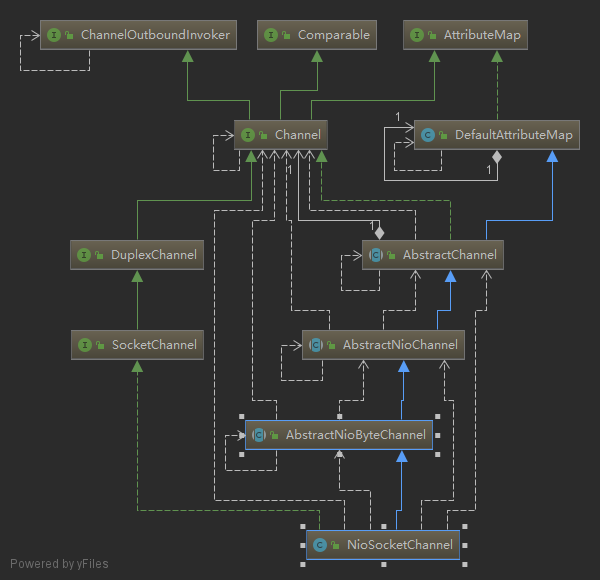 ChannelOutboundInvoker
Comparable
AttributeMap
Channel
DefaultAttributeMap
1
1
1
1
DuplexChannel
AbstractChannel
SocketChannel
AbstractNioChannel
AbstractNioByteChannel
NioSocketChannel
Powered by yFiles